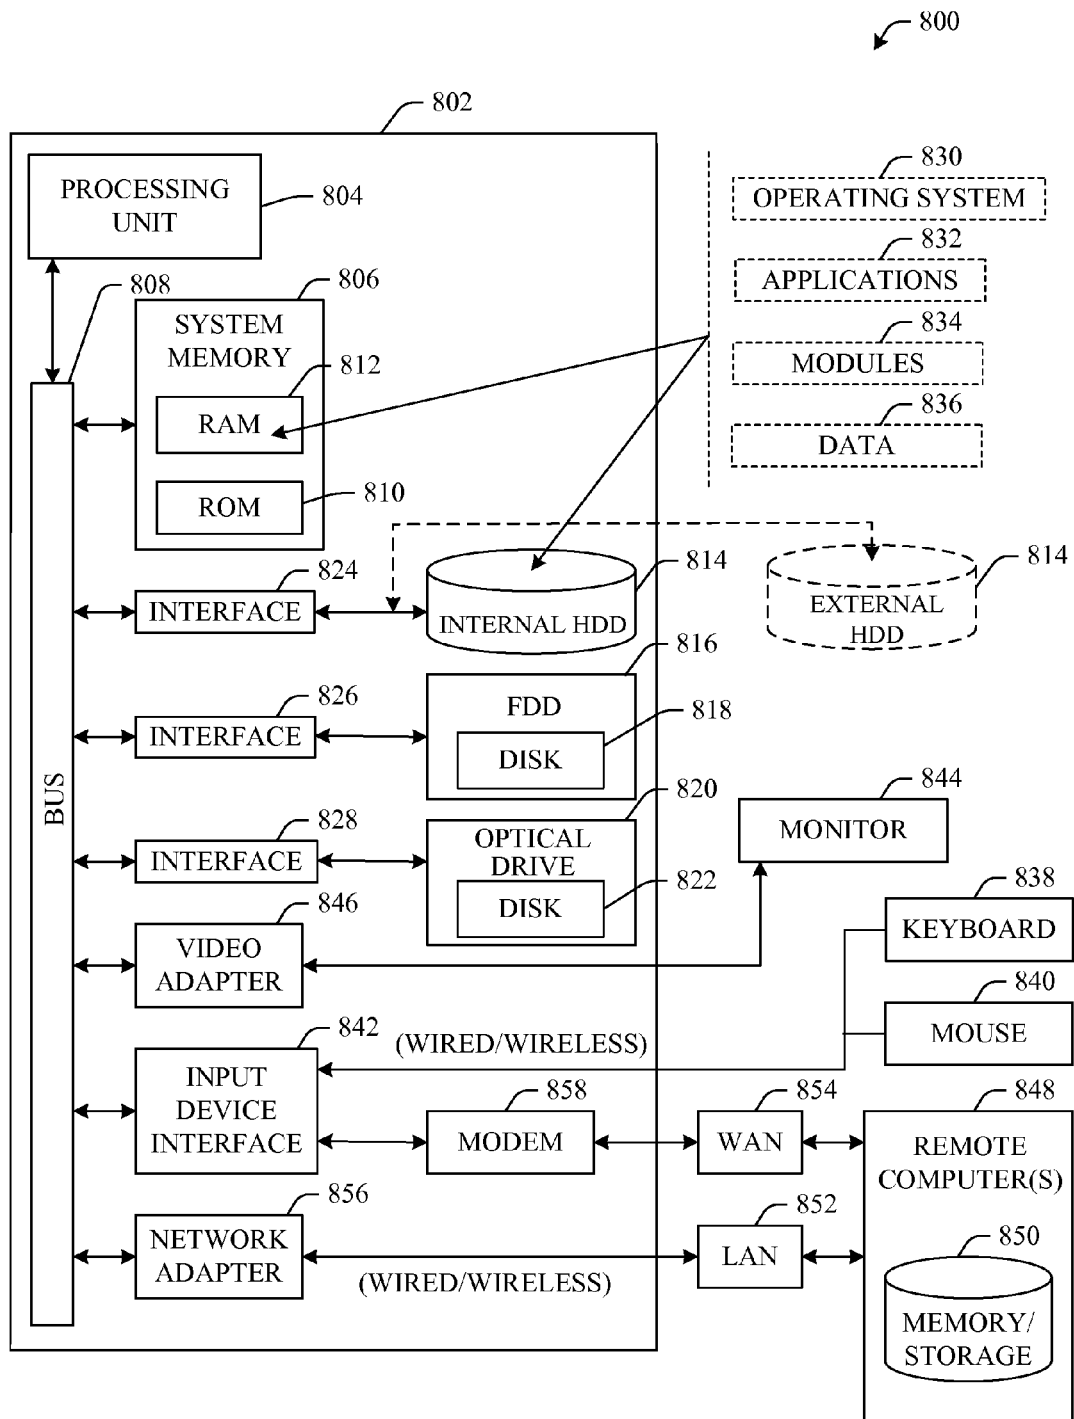 800
802
PROCESSING
UNIT
804
830
OPERATING SYSTEM
832
APPLICATIONS
834
MODULES
836
DATA
808
806
SYSTEM
MEMORY
812
RAM
810
ROM
824
INTERFACE
814
INTERNAL HDD
814
EXTERNAL
HDD
816
FDD
818
DISK
826
INTERFACE
BUS
820
OPTICAL
DRIVE
822
DISK
828
INTERFACE
844
MONITOR
846
VIDEO
ADAPTER
838
KEYBOARD
840
MOUSE
842
INPUT
DEVICE
INTERFACE
(WIRED/WIRELESS)
858
MODEM
854
WAN
848
REMOTE
COMPUTER(S)
856
NETWORK
ADAPTER
(WIRED/WIRELESS)
852
LAN
850
MEMORY/
STORAGE